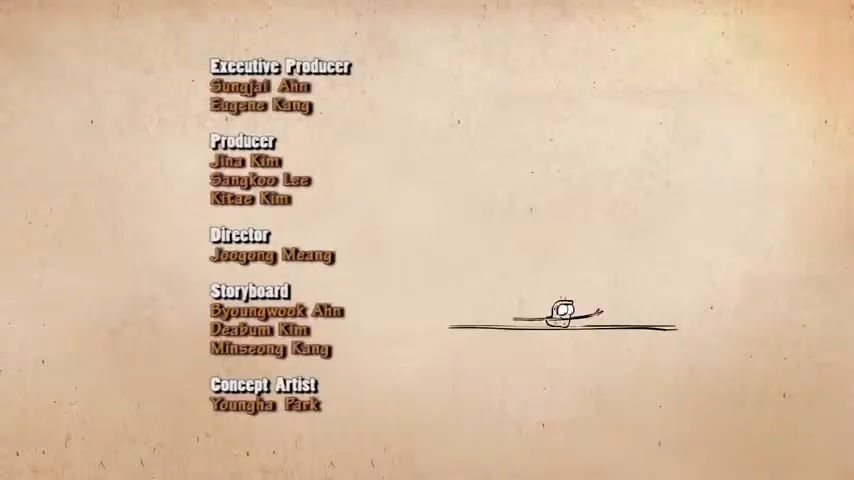 Executive Producer
Sungjai Ahn
Eugene Kang
Producer
Jina Kim
Sangkoo Lee
Kitae Kim
Director
Joogong Meang
Storyboard
Byoungwook Ahn
Deabum Kim
Minseong Kang
Concept Artist
Youngha Park